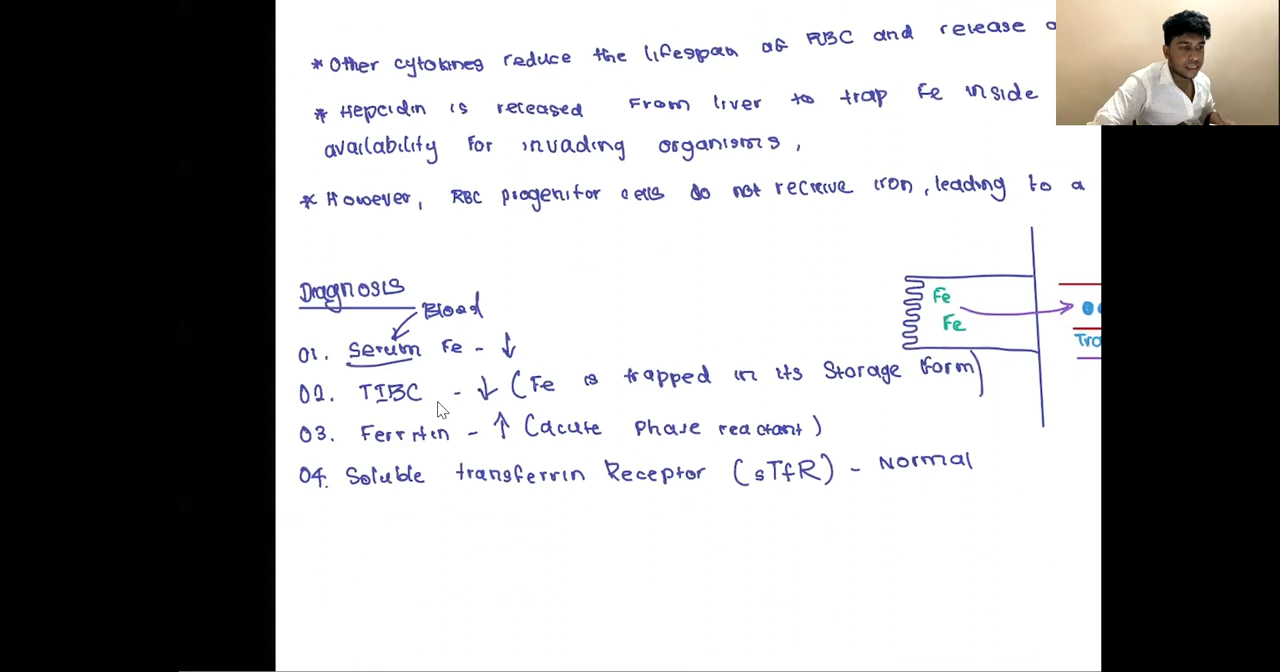 * Other cytokines reduce the lifespan of RBC and release
* Hepcidin is released From liver to trap Fe inside
availability for invading organisms,
* However, RBC progenitor cells do not recieve iron, leading to a
Diagnosis
Blood
01. Serum Fe - ↓
Fe
Fe
Tra
02. TIBC - ↓ (Fe is trapped in its Storage form)
03. Ferritin - ↑ (acute phase reactant)
04. Soluble transferrin Receptor (sTfR) - Normal